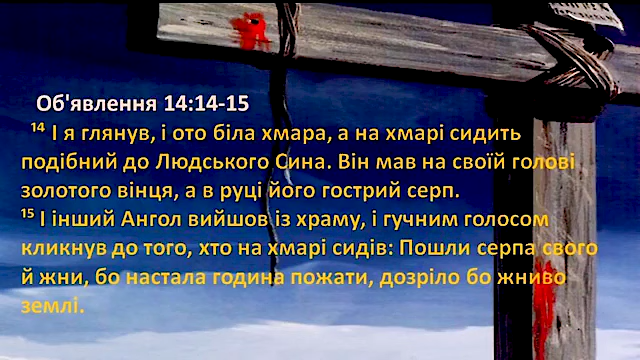 Об'явлення 14:14-15
¹⁴ І я глянув, і ото біла хмара, а на хмарі сидить
подібний до Людського Сина. Він мав на своїй голові
золотого вінця, а в руці його гострий серп.
¹⁵ І інший Ангол вийшов із храму, і гучним голосом
кликнув до того, хто на хмарі сидів: Пошли серпа свого
й жни, бо настала година пожати, дозріло бо жниво
землі.